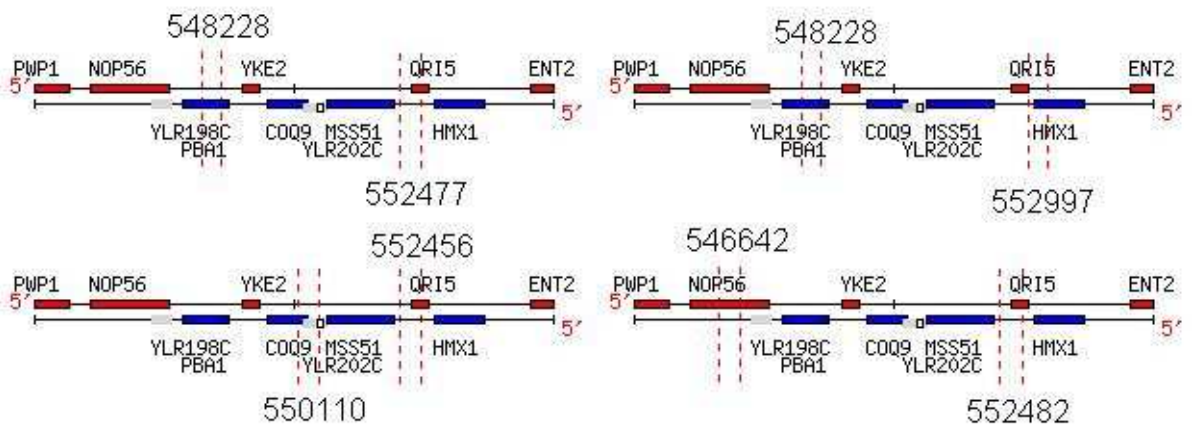 548228 548228
PWP1 NOP56 YKE2 QRI5 ENT2 PWP1 NOP56 YKE2 QRI5 ENT2
5' 5'
5' 5'
YLR198C COQ9 MSS51 HMX1 YLR198C COQ9 MSS51 HMX1
PBA1 YLR202C PBA1 YLR202C
552477 552997
552456 546642
PWP1 NOP56 YKE2 QRI5 ENT2 PWP1 NOP56 YKE2 QRI5 ENT2
5' 5'
5' 5'
YLR198C COQ9 MSS51 HMX1 YLR198C COQ9 MSS51 HMX1
PBA1 YLR202C PBA1 YLR202C
550110 552482